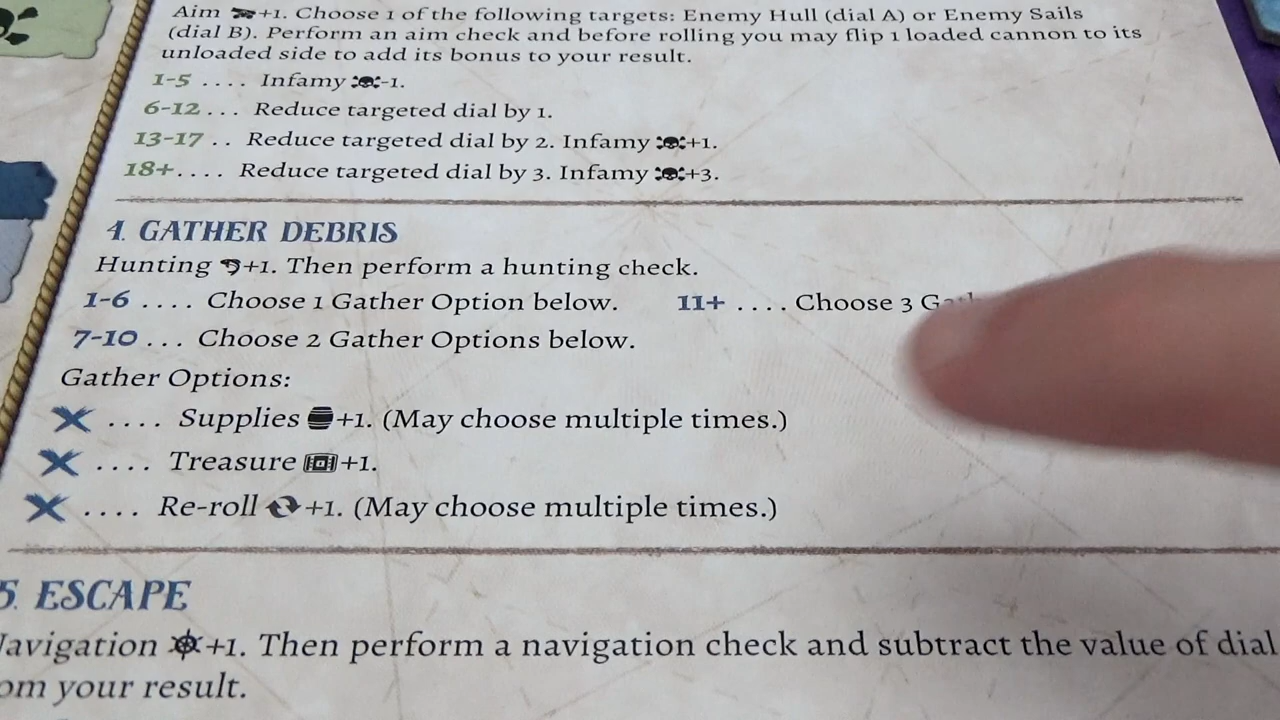 Aim +1. Choose 1 of the following targets: Enemy Hull (dial A) or Enemy Sails
(dial B). Perform an aim check and before rolling you may flip 1 loaded cannon to its
unloaded side to add its bonus to your result.
1-5 .... Infamy -1.
6-12 ... Reduce targeted dial by 1.
13-17 .. Reduce targeted dial by 2. Infamy +1.
18+.... Reduce targeted dial by 3. Infamy +3.
4. GATHER DEBRIS
Hunting +1. Then perform a hunting check.
1-6 .... Choose 1 Gather Option below. 11+ .... Choose 3
7-10 ... Choose 2 Gather Options below.
Gather Options:
.... Supplies +1. (May choose multiple times.)
.... Treasure +1.
.... Re-roll +1. (May choose multiple times.)
5. ESCAPE
Navigation +1. Then perform a navigation check and subtract the value of dial
om your result.